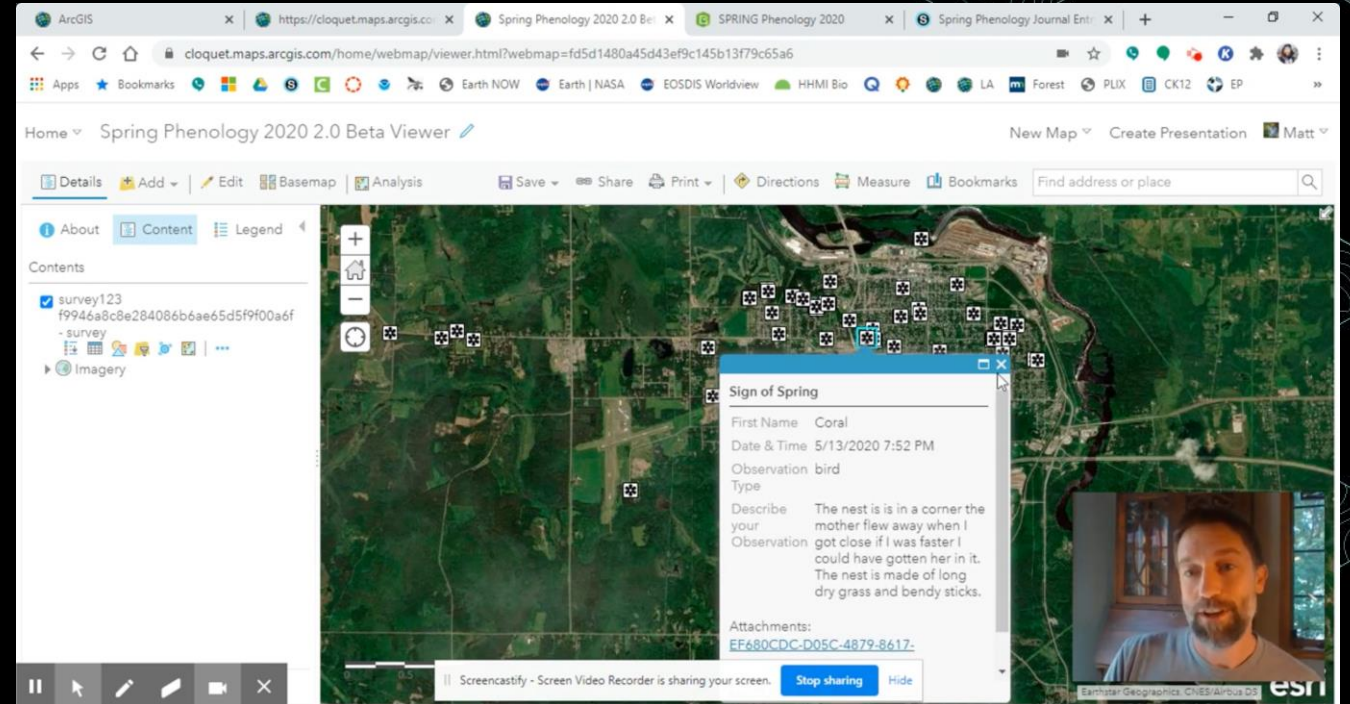 ArcGIS
https://cloquet.maps.arcgis.co
Spring Phenology 2020 2.0 Be
SPRING Phenology 2020
Spring Phenology Journal Entr
cloquet.maps.arcgis.com/home/webmap/viewer.html?webmap=fd5d1480a45d43ef9c145b13f79c65a6
Apps Bookmarks Earth NOW Earth | NASA EOSDIS Worldview HHMI Bio LA Forest PLIX CK12 EP »
Home Spring Phenology 2020 2.0 Beta Viewer
New Map Create Presentation Matt
Details Add Edit Basemap Analysis Save Share Print Directions Measure Bookmarks Find address or place
About Content Legend
Contents
survey123
f9946a8c8e284086b6ae65d5f9f00a6f
- survey
Imagery
Sign of Spring
First Name Coral
Date & Time 5/13/2020 7:52 PM
Observation Type bird
Describe your Observation The nest is is in a corner the
mother flew away when I
got close if I was faster I
could have gotten her in it.
The nest is made of long
dry grass and bendy sticks.
Attachments:
EF680CDC-D05C-4879-8617-
Screencastify - Screen Video Recorder is sharing your screen. Stop sharing Hide
Earthstar Geographics, CNES/Airbus DS
esri